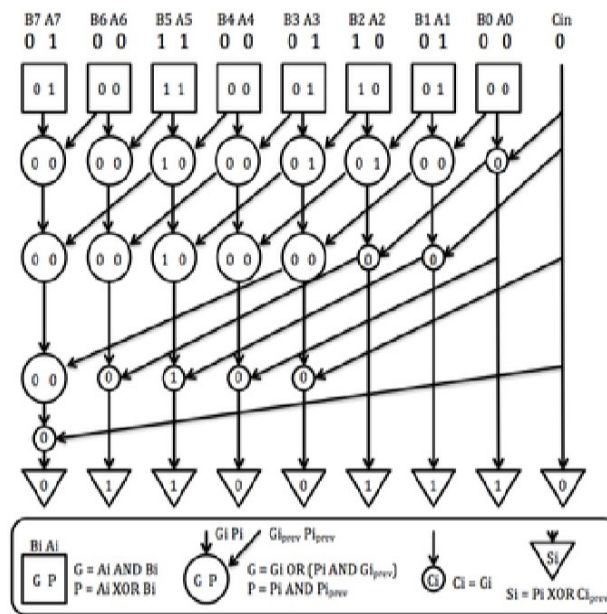 B7 A7 B6 A6 B5 A5 B4 A4 B3 A3 B2 A2 B1 A1 B0 A0 Cin
0 1 0 0 1 1 0 0 0 1 1 0 0 1 0 0 0
0 1 0 0 1 1 0 0 0 1 1 0 0 1 0 0
0 0 0 0 1 0 0 0 0 1 0 1 0 0 0
0 0 0 0 1 0 0 0 0 0 0 0
0 0 0 1 0 0
0
0 1 1 0 0 1 1 1 0
Bi Ai
G P
G = Ai AND Bi
P = Ai XOR Bi
Gi Pi Giprev Piprev
G P
G = Gi OR (Pi AND Giprev)
P = Pi AND Piprev
Ci
Ci = Gi
Si
Si = Pi XOR Ciprev